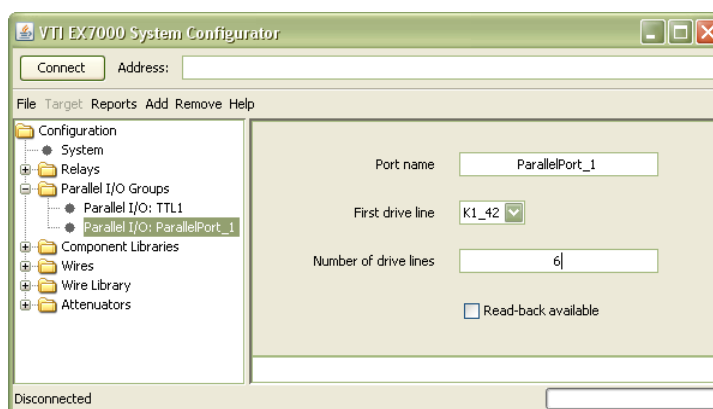 VTI EX7000 System Configurator
Connect Address:
File Target Reports Add Remove Help
Configuration
System
Relays
Parallel I/O Groups
Parallel I/O: TTL1
Parallel I/O: ParallelPort_1
Component Libraries
Wires
Wire Library
Attenuators
Port name ParallelPort_1
First drive line K1_42
Number of drive lines 6
Read-back available
Disconnected